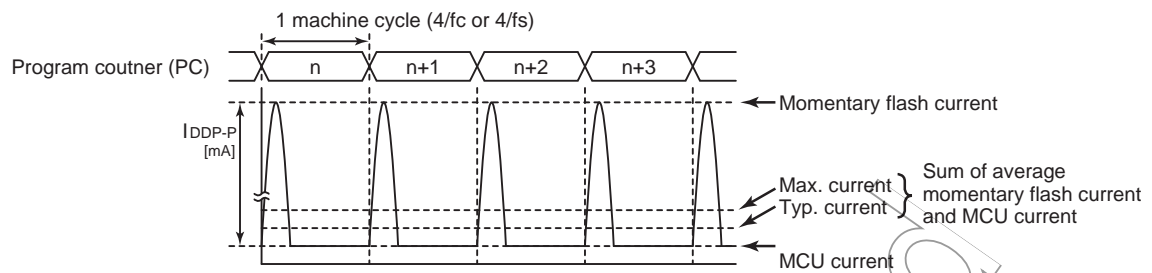 1 machine cycle (4/fc or 4/fs)
Program coutner (PC)
n
n+1
n+2
n+3
Momentary flash current
IDDP-P
[mA]
Max. current
Typ. current
Sum of average
momentary flash current
and MCU current
MCU current